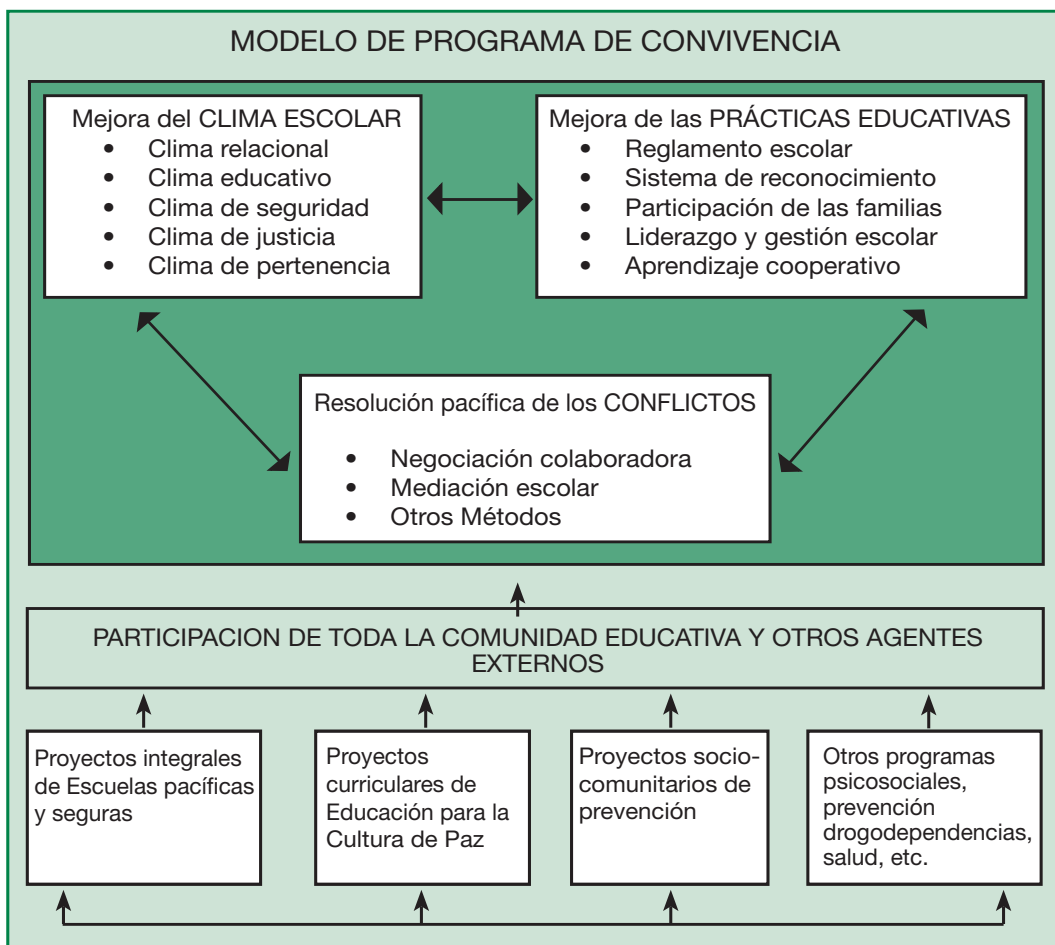 MODELO DE PROGRAMA DE CONVIVENCIA
Mejora del CLIMA ESCOLAR
• Clima relacional
• Clima educativo
• Clima de seguridad
• Clima de justicia
• Clima de pertenencia
Mejora de las PRÁCTICAS EDUCATIVAS
• Reglamento escolar
• Sistema de reconocimiento
• Participación de las familias
• Liderazgo y gestión escolar
• Aprendizaje cooperativo
Resolución pacífica de los CONFLICTOS
• Negociación colaboradora
• Mediación escolar
• Otros Métodos
PARTICIPACION DE TODA LA COMUNIDAD EDUCATIVA Y OTROS AGENTES
EXTERNOS
Proyectos integrales
de Escuelas pacíficas
y seguras
Proyectos
curriculares de
Educación para la
Cultura de Paz
Proyectos socio-
comunitarios de
prevención
Otros programas
psicosociales,
prevención
drogodependencias,
salud, etc.